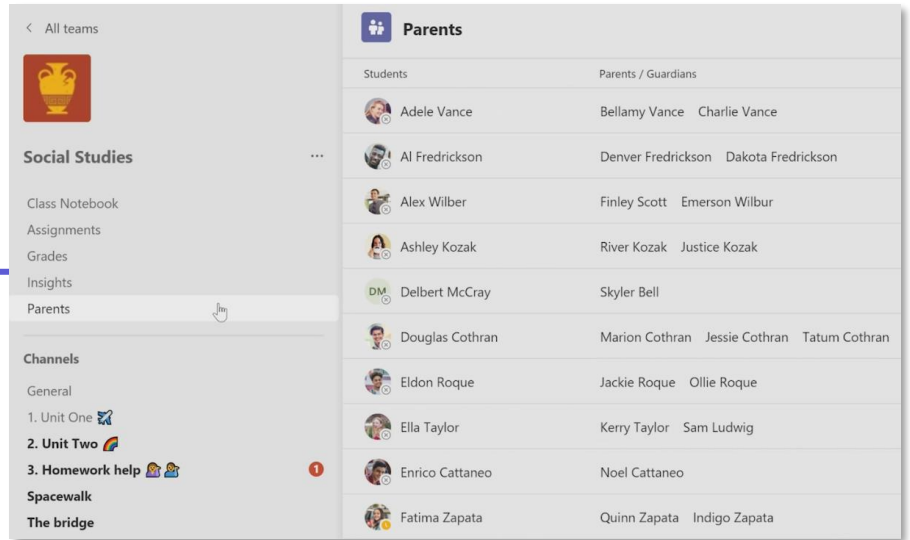 All teams
Social Studies
...
Class Notebook
Assignments
Grades
Insights
Parents
Channels
General
1. Unit One ✈️
2. Unit Two 🌈
3. Homework help 🙋 🙋 1
Spacewalk
The bridge
Parents
Students Parents / Guardians
Adele Vance Bellamy Vance Charlie Vance
Al Fredrickson Denver Fredrickson Dakota Fredrickson
Alex Wilber Finley Scott Emerson Wilbur
Ashley Kozak River Kozak Justice Kozak
DM Delbert McCray Skyler Bell
Douglas Cothran Marion Cothran Jessie Cothran Tatum Cothran
Eldon Roque Jackie Roque Ollie Roque
Ella Taylor Kerry Taylor Sam Ludwig
Enrico Cattaneo Noel Cattaneo
Fatima Zapata Quinn Zapata Indigo Zapata